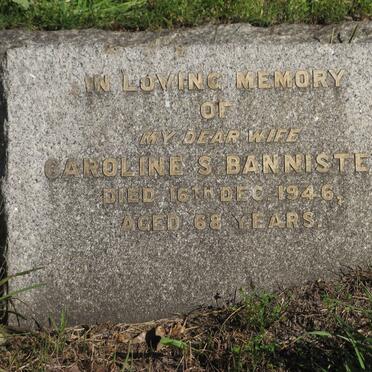 IN LOVING MEMORY
OF
MY DEAR WIFE
CAROLINE S. BANNISTE
DIED 16TH DEC. 1946,
AGED 68 YEARS.